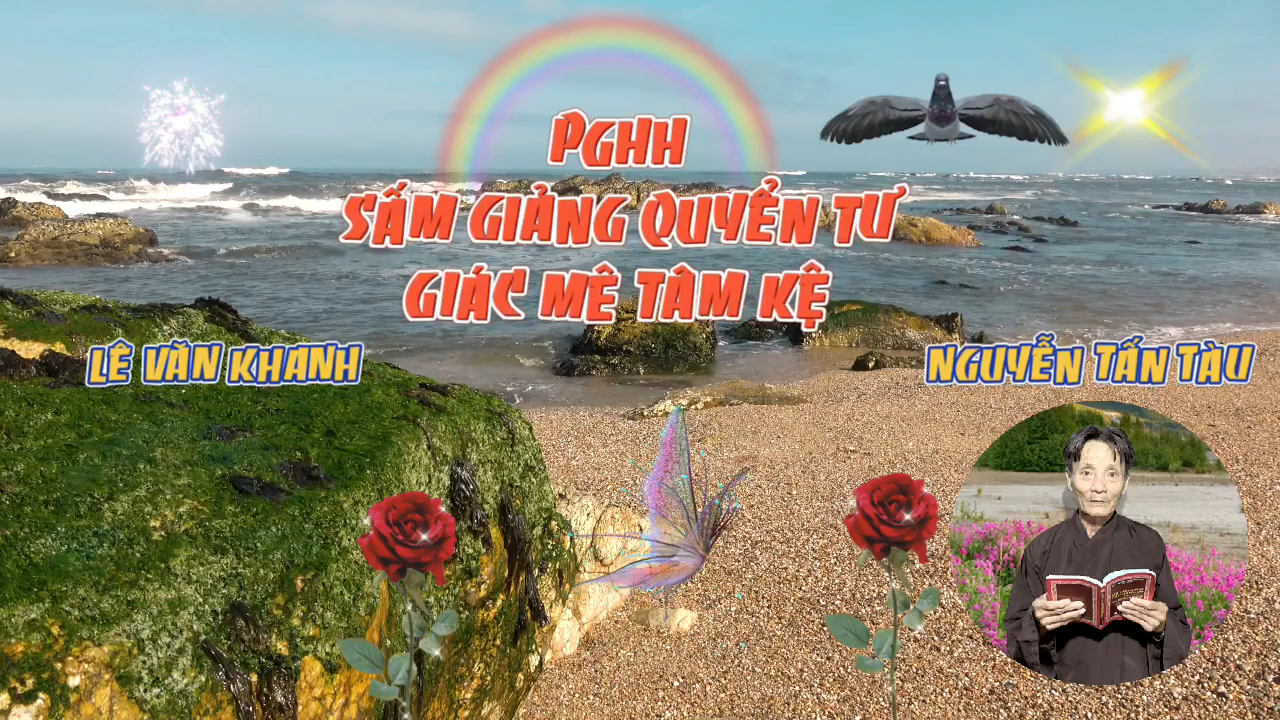 PGHH
SẤM GIẢNG QUYỂN TƯ
GIÁC MÊ TÂM KỆ
LÊ VĂN KHANH
NGUYỄN TẤN TÀU